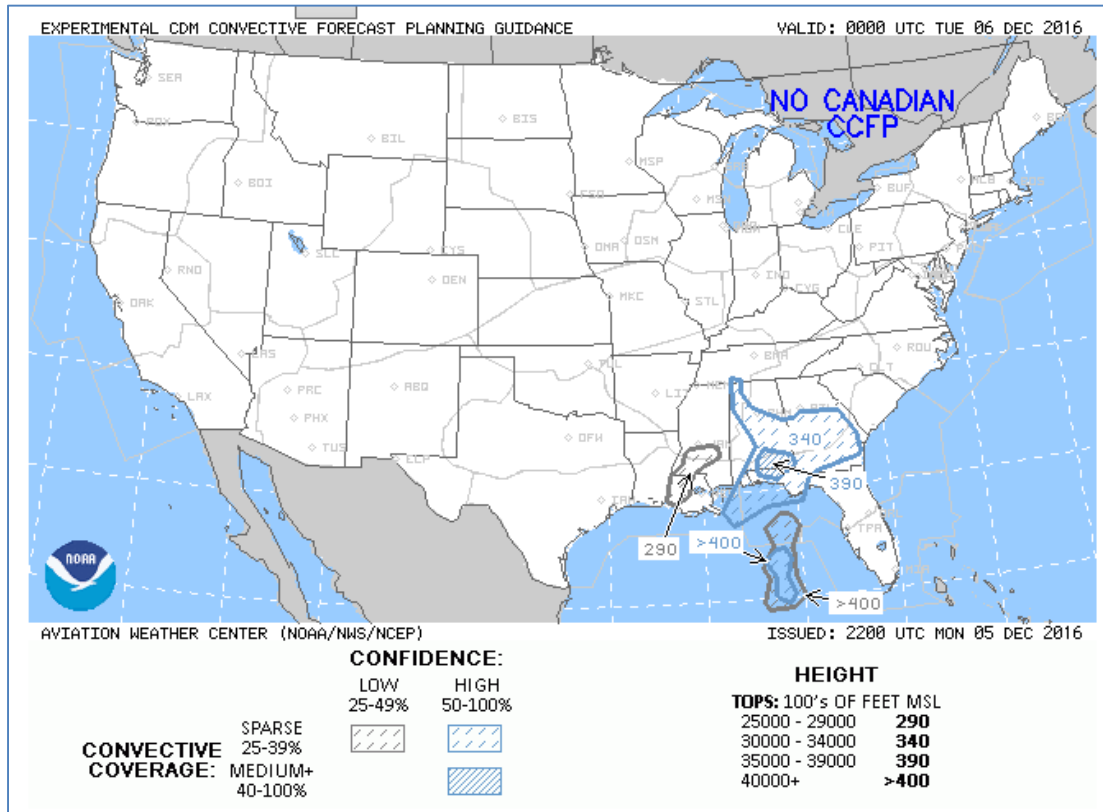 EXPERIMENTAL CDM CONVECTIVE FORECAST PLANNING GUIDANCE VALID: 0000 UTC TUE 06 DEC 2016
NO CANADIAN
CCFP
SEA
BIS
BIL
MSP
BOI
BUF
CLE
PIT
OMA
DSM
CYS
SLC
RNO
DEN
IND
CVG
OAK
MKC
STL
RDU
CLT
BNA
TUL
LAS
PRC
ABQ
LIT
LAX
PHX
TUS
DFW
ELP
340
390
290
>400
TPA
MIA
>400
NOAA
AVIATION WEATHER CENTER (NOAA/NWS/NCEP) ISSUED: 2200 UTC MON 05 DEC 2016
CONFIDENCE:
LOW HIGH
25-49% 50-100%
CONVECTIVE COVERAGE:
SPARSE
25-39%
MEDIUM+
40-100%
HEIGHT
TOPS: 100's OF FEET MSL
25000 - 29000 290
30000 - 34000 340
35000 - 39000 390
40000+ >400